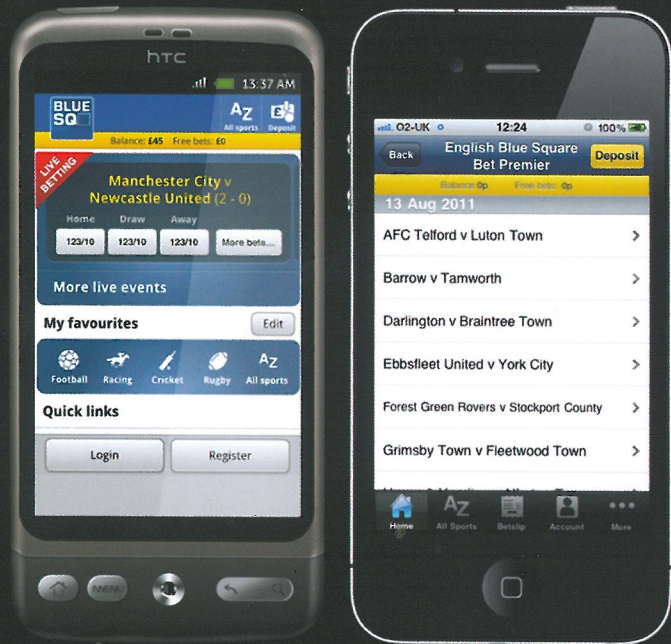 hTC
13:37 AM
BLUE
SQ
AZ
All sports
£
Deposit
Balance: £45 Free bets: £0
LIVE
BETTING
Manchester City v
Newcastle United (2 - 0)
Home Draw Away
123/10 123/10 123/10 More bets...
More live events
My favourites Edit
Football Racing Cricket Rugby AZ All sports
Quick links
Login Register
MENU
O2-UK 12:24 100%
Back English Blue Square
Bet Premier Deposit
Balance: 0p Free bets: 0p
13 Aug 2011
AFC Telford v Luton Town
Barrow v Tamworth
Darlington v Braintree Town
Ebbsfleet United v York City
Forest Green Rovers v Stockport County
Grimsby Town v Fleetwood Town
AZ
Home All Sports Betslip Account More